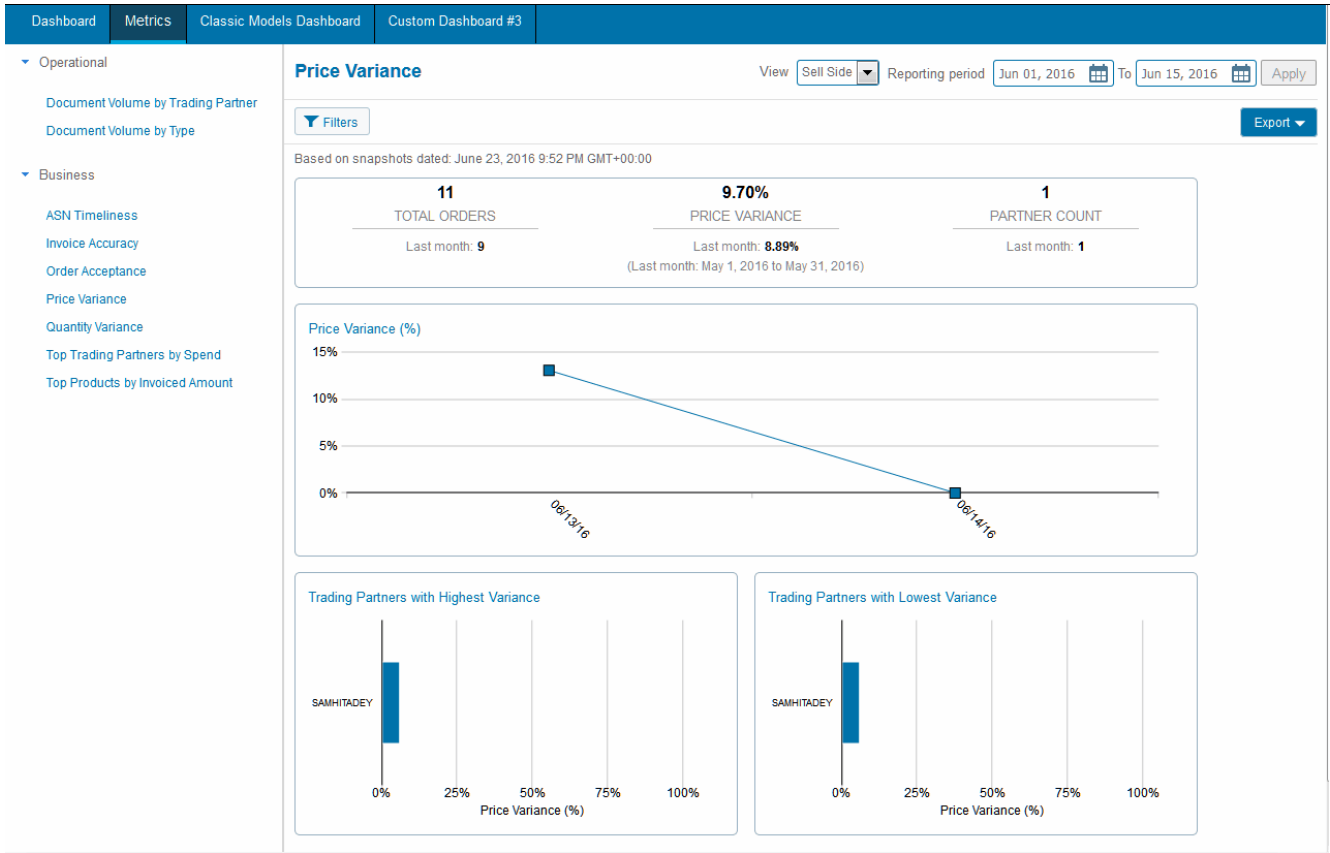 Dashboard Metrics Classic Models Dashboard Custom Dashboard #3
Operational
Document Volume by Trading Partner
Document Volume by Type
Business
ASN Timeliness
Invoice Accuracy
Order Acceptance
Price Variance
Quantity Variance
Top Trading Partners by Spend
Top Products by Invoiced Amount
Price Variance
View Sell Side Reporting period Jun 01, 2016 To Jun 15, 2016 Apply
Filters Export
Based on snapshots dated: June 23, 2016 9:52 PM GMT+00:00
11 9.70% 1
TOTAL ORDERS PRICE VARIANCE PARTNER COUNT
Last month: 9 Last month: 8.89% Last month: 1
(Last month: May 1, 2016 to May 31, 2016)
Price Variance (%)
15%
10%
5%
0%
06/13/16 06/14/16
Trading Partners with Highest Variance
SAMHITADEY
0% 25% 50% 75% 100%
Price Variance (%)
Trading Partners with Lowest Variance
SAMHITADEY
0% 25% 50% 75% 100%
Price Variance (%)